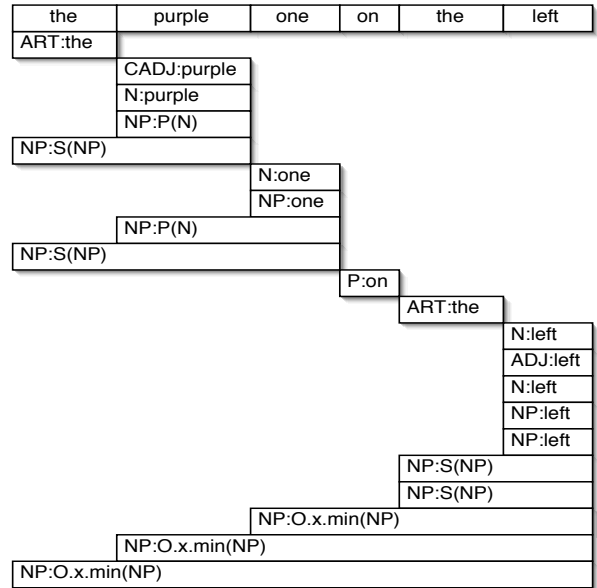 the purple one on the left
ART:the
CADJ:purple
N:purple
NP:P(N)
NP:S(NP)
N:one
NP:one
NP:P(N)
NP:S(NP)
P:on
ART:the
N:left
ADJ:left
N:left
NP:left
NP:left
NP:S(NP)
NP:S(NP)
NP:O.x.min(NP)
NP:O.x.min(NP)
NP:O.x.min(NP)